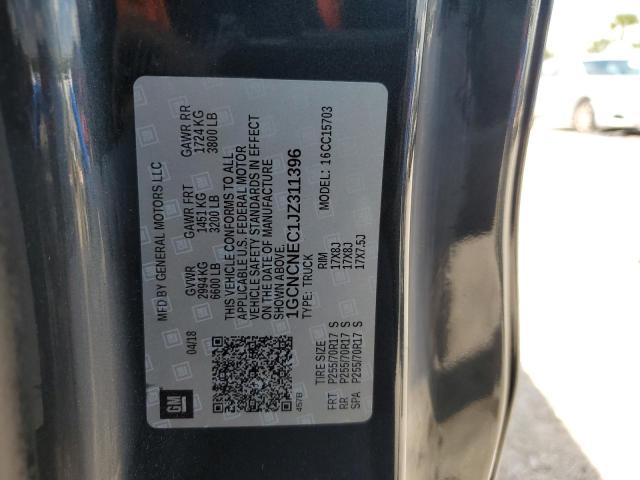 MFD BY GENERAL MOTORS LLC
04/18
GVWR GAWR FRT GAWR RR
2994 KG 1451 KG 1724 KG
6600 LB 3200 LB 3800 LB
THIS VEHICLE CONFORMS TO ALL
APPLICABLE U.S. FEDERAL MOTOR
VEHICLE SAFETY STANDARDS IN EFFECT
ON THE DATE OF MANUFACTURE
SHOWN ABOVE.
1GCNCNEC1JZ311396
TYPE: TRUCK MODEL: 16CC15703
TIRE SIZE RIM
FRT P255/70R17 S 17X8J
RR P255/70R17 S 17X8J
SPA P255/70R17 S 17X7.5J
457B
GM